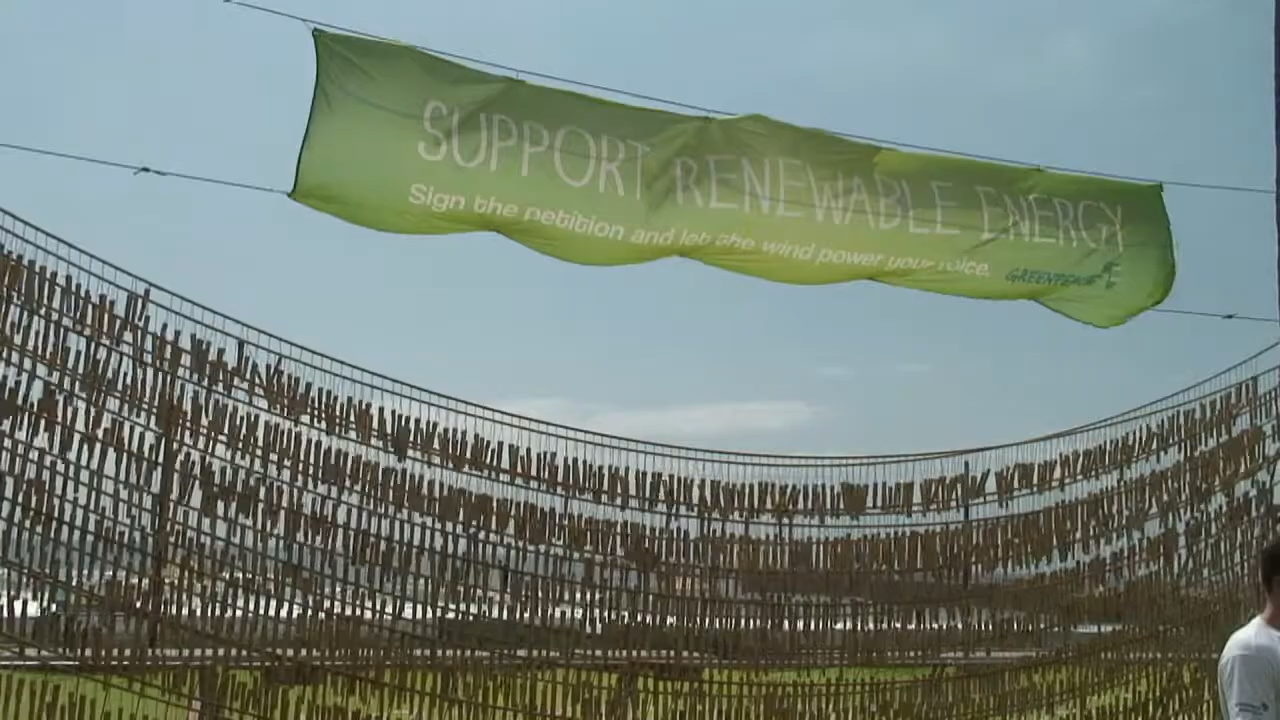 SUPPORT RENEWABLE ENERGY
Sign the petition and let the wind power your voice.
GREENPEACE